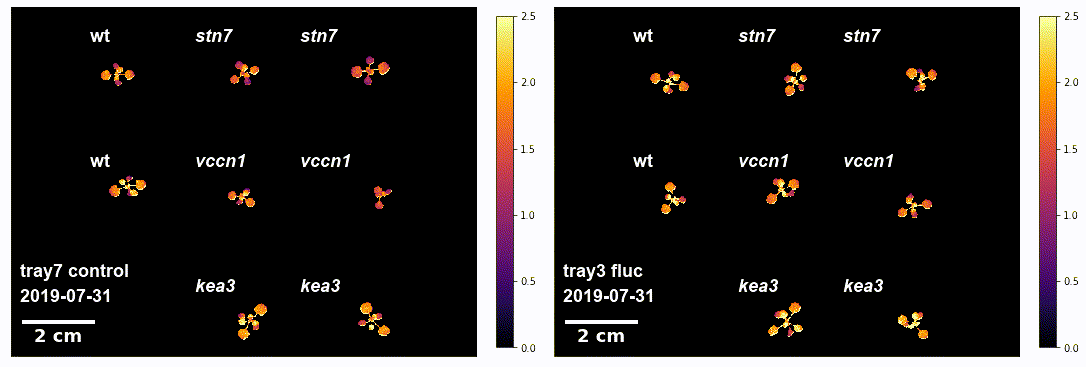 wt stn7 stn7
wt vccn1 vccn1
kea3 kea3
tray7 control
2019-07-31
2 cm
2.5
2.0
1.5
1.0
0.5
0.0
wt stn7 stn7
wt vccn1 vccn1
kea3 kea3
tray3 fluc
2019-07-31
2 cm
2.5
2.0
1.5
1.0
0.5
0.0